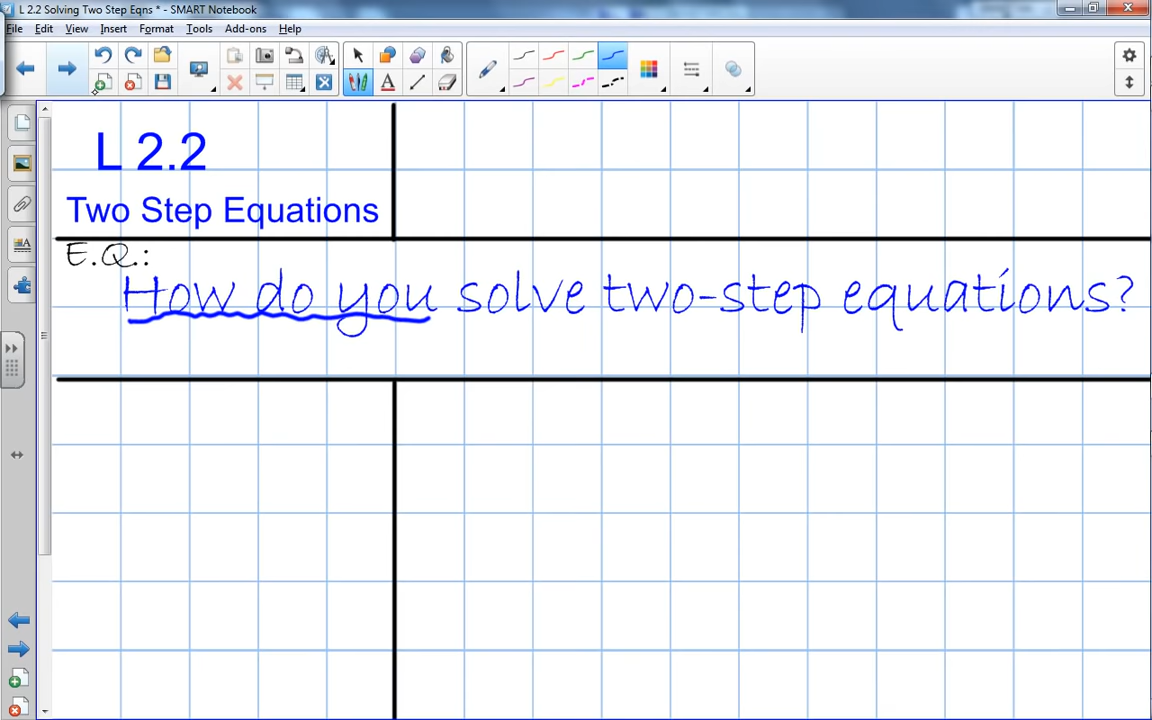 L 2.2 Solving Two Step Eqns * - SMART Notebook
File Edit View Insert Format Tools Add-ons Help
L 2.2
Two Step Equations
E.Q.:
How do you solve two-step equations?